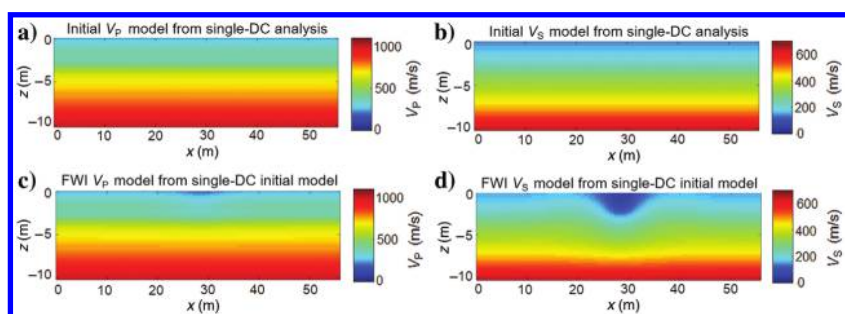 a) Initial VP model from single-DC analysis
0
−5
−10
z (m)
0 10 20 30 40 50
x (m)
1000
500
0
VP (m/s)
b) Initial VS model from single-DC analysis
0
−5
−10
z (m)
0 10 20 30 40 50
x (m)
600
400
200
0
VS (m/s)
c) FWI VP model from single-DC initial model
0
−5
−10
z (m)
0 10 20 30 40 50
x (m)
1000
500
0
VP (m/s)
d) FWI VS model from single-DC initial model
0
−5
−10
z (m)
0 10 20 30 40 50
x (m)
600
400
200
0
VS (m/s)